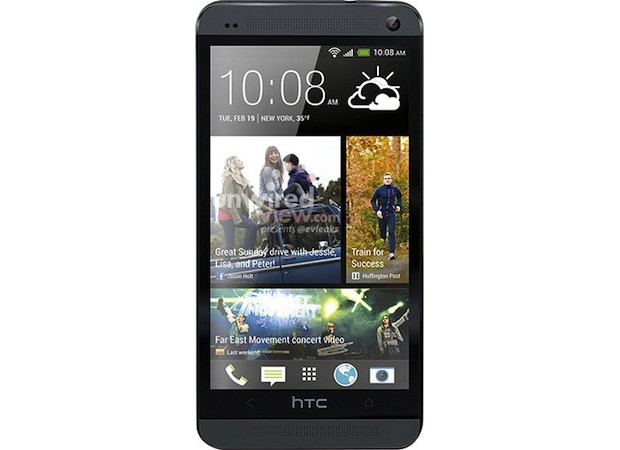 10:08 AM
10:08 AM
TUE, FEB 19 | NEW YORK, 35°F
unwired
view.com
presents @evleaks
Great Sunday drive with Jessie,
Lisa, and Peter!
f Jason Holt
Train for
Success
Huffington Post
MOVEMENT
Far East Movement concert video
Last weekend
hTC